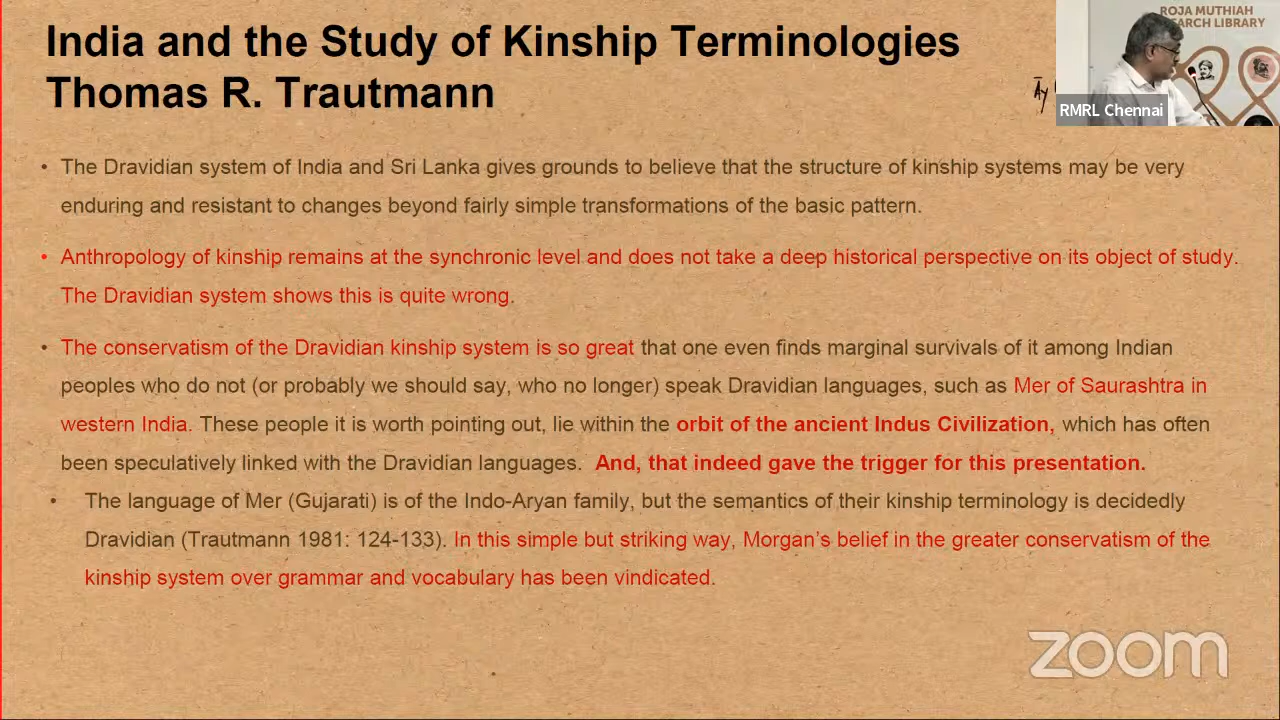 India and the Study of Kinship Terminologies
Thomas R. Trautmann
Āy
ROJA MUTHIAH
RESEARCH LIBRARY
RMRL Chennai
• The Dravidian system of India and Sri Lanka gives grounds to believe that the structure of kinship systems may be very
enduring and resistant to changes beyond fairly simple transformations of the basic pattern.
• Anthropology of kinship remains at the synchronic level and does not take a deep historical perspective on its object of study.
The Dravidian system shows this is quite wrong.
• The conservatism of the Dravidian kinship system is so great that one even finds marginal survivals of it among Indian
peoples who do not (or probably we should say, who no longer) speak Dravidian languages, such as Mer of Saurashtra in
western India. These people it is worth pointing out, lie within the orbit of the ancient Indus Civilization, which has often
been speculatively linked with the Dravidian languages. And, that indeed gave the trigger for this presentation.
• The language of Mer (Gujarati) is of the Indo-Aryan family, but the semantics of their kinship terminology is decidedly
Dravidian (Trautmann 1981: 124-133). In this simple but striking way, Morgan's belief in the greater conservatism of the
kinship system over grammar and vocabulary has been vindicated.
zoom